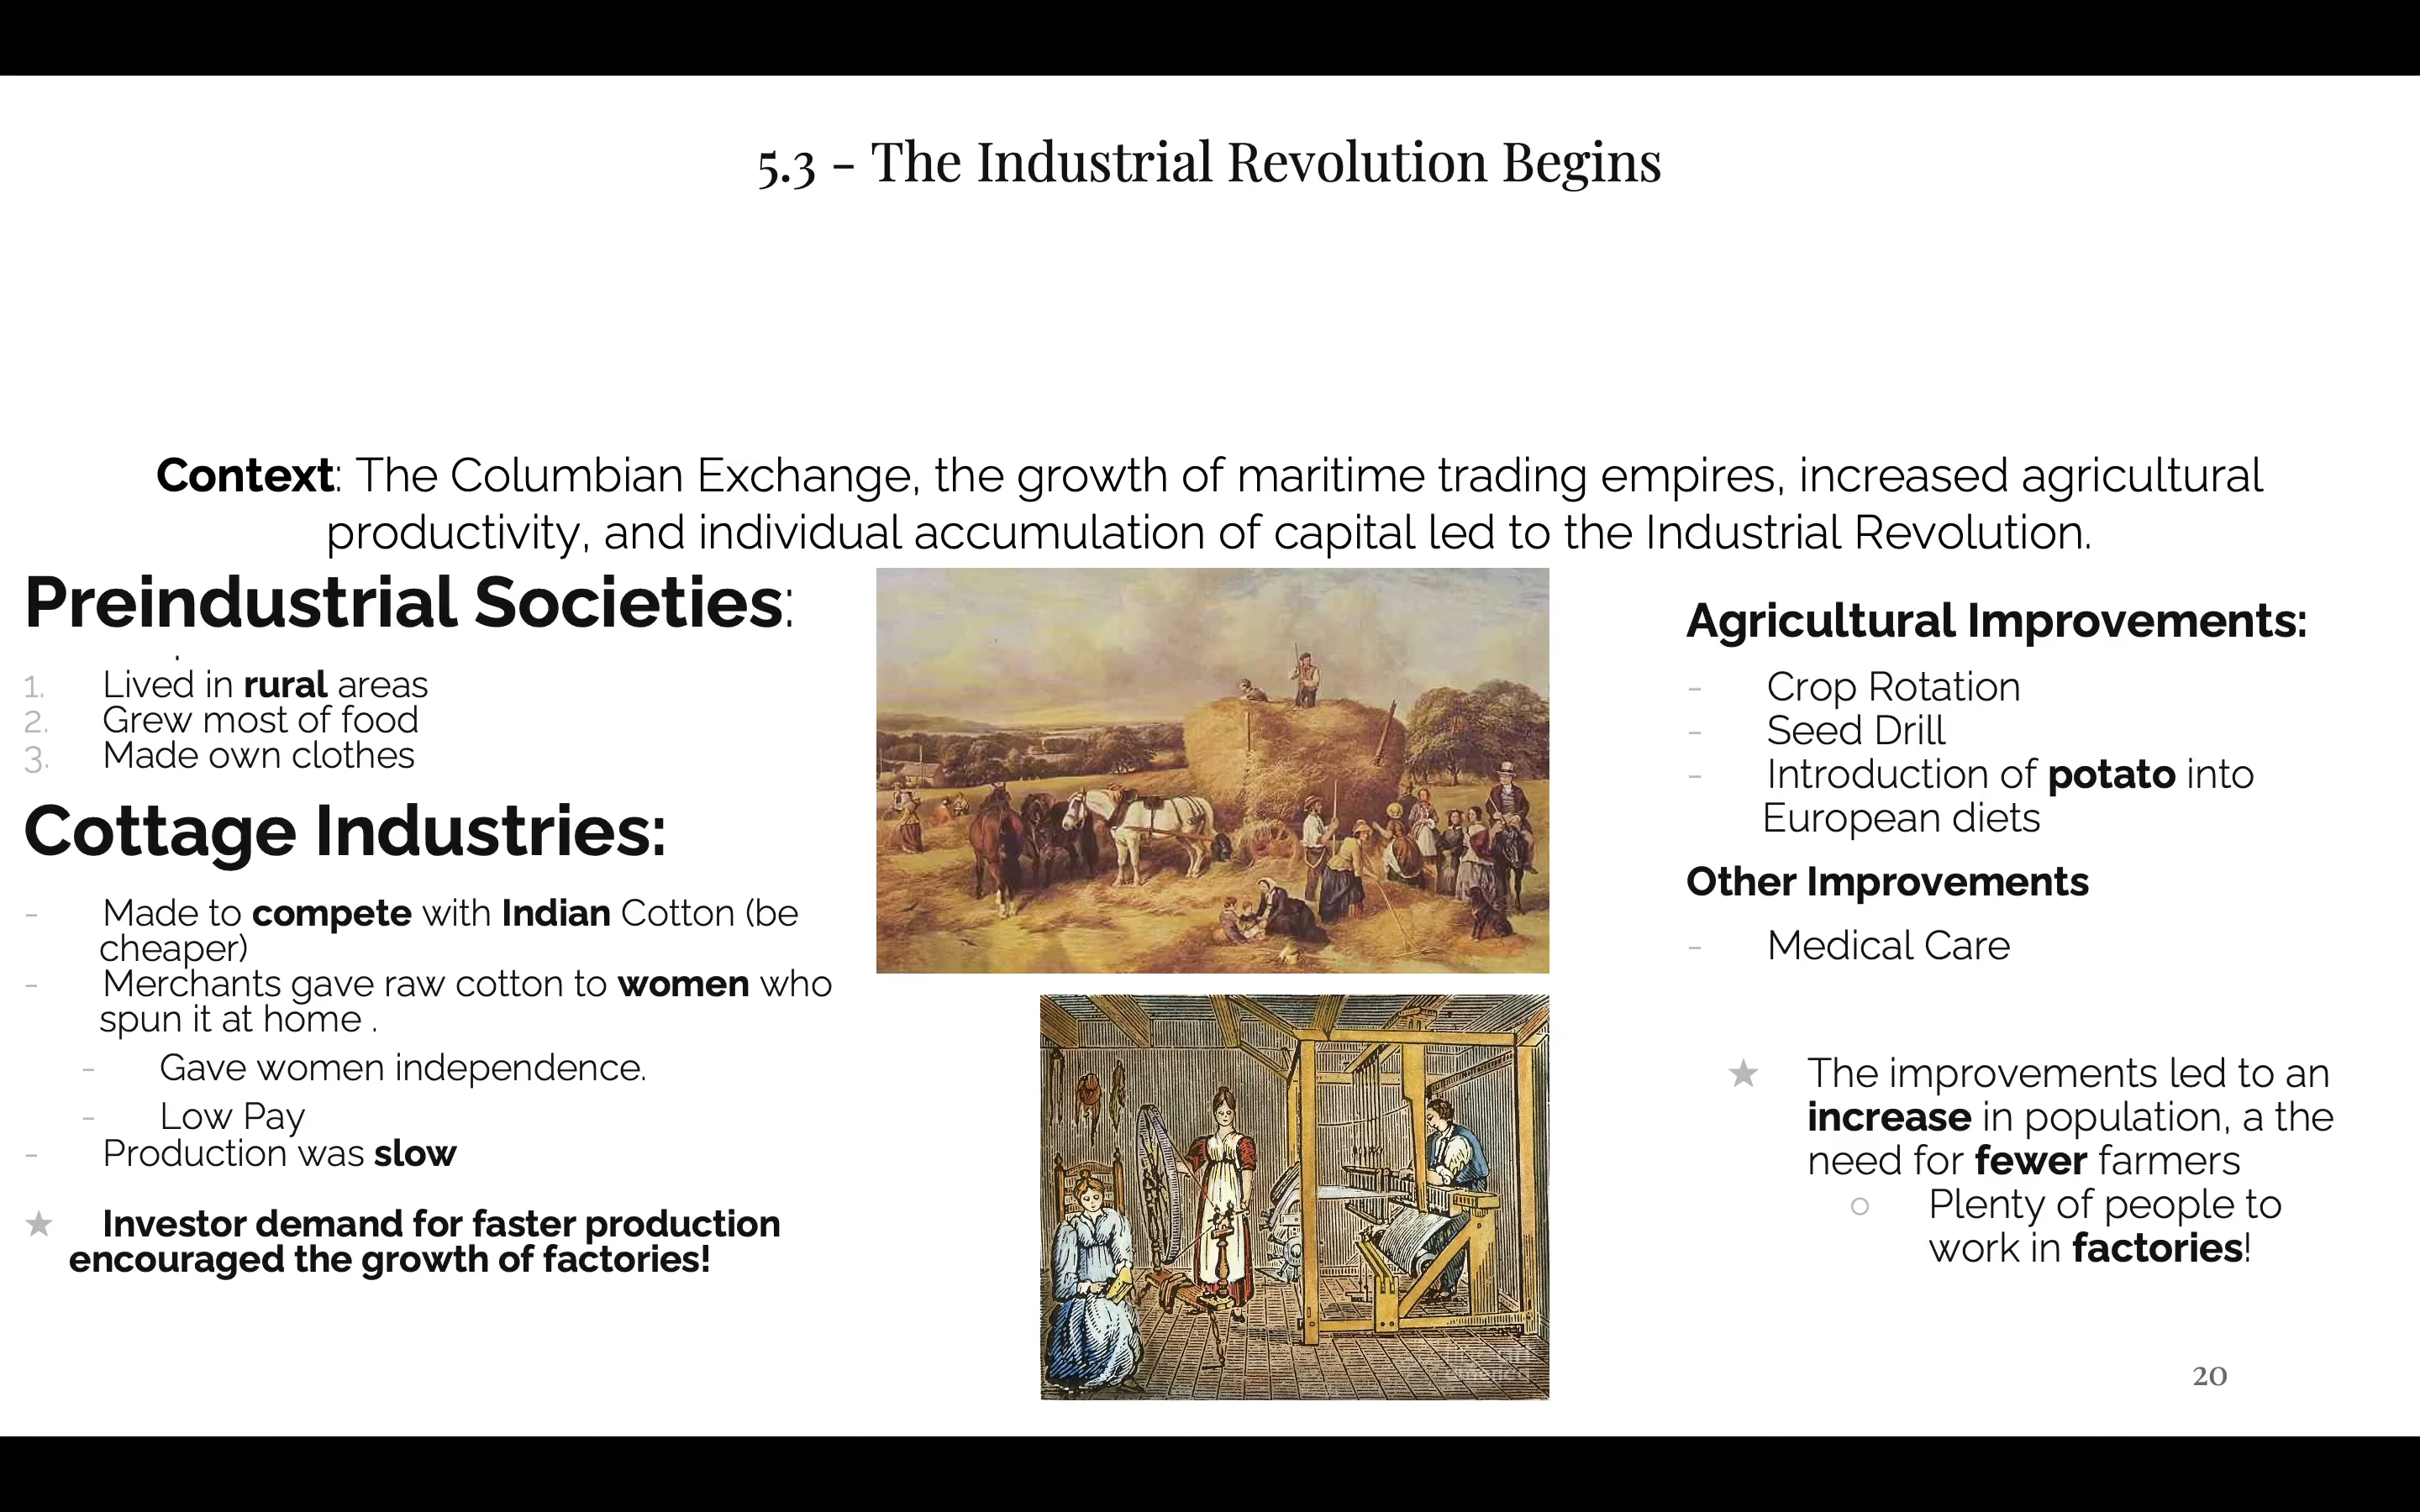 5.3 - The Industrial Revolution Begins
Context: The Columbian Exchange, the growth of maritime trading empires, increased agricultural
productivity, and individual accumulation of capital led to the Industrial Revolution.
Preindustrial Societies:
.
1. Lived in rural areas
2. Grew most of food
3. Made own clothes
Cottage Industries:
- Made to compete with Indian Cotton (be
cheaper)
- Merchants gave raw cotton to women who
spun it at home .
- Gave women independence.
- Low Pay
- Production was slow
★ Investor demand for faster production
encouraged the growth of factories!
Agricultural Improvements:
- Crop Rotation
- Seed Drill
- Introduction of potato into
European diets
Other Improvements
- Medical Care
★ The improvements led to an
increase in population, a the
need for fewer farmers
○ Plenty of people to
work in factories!
20